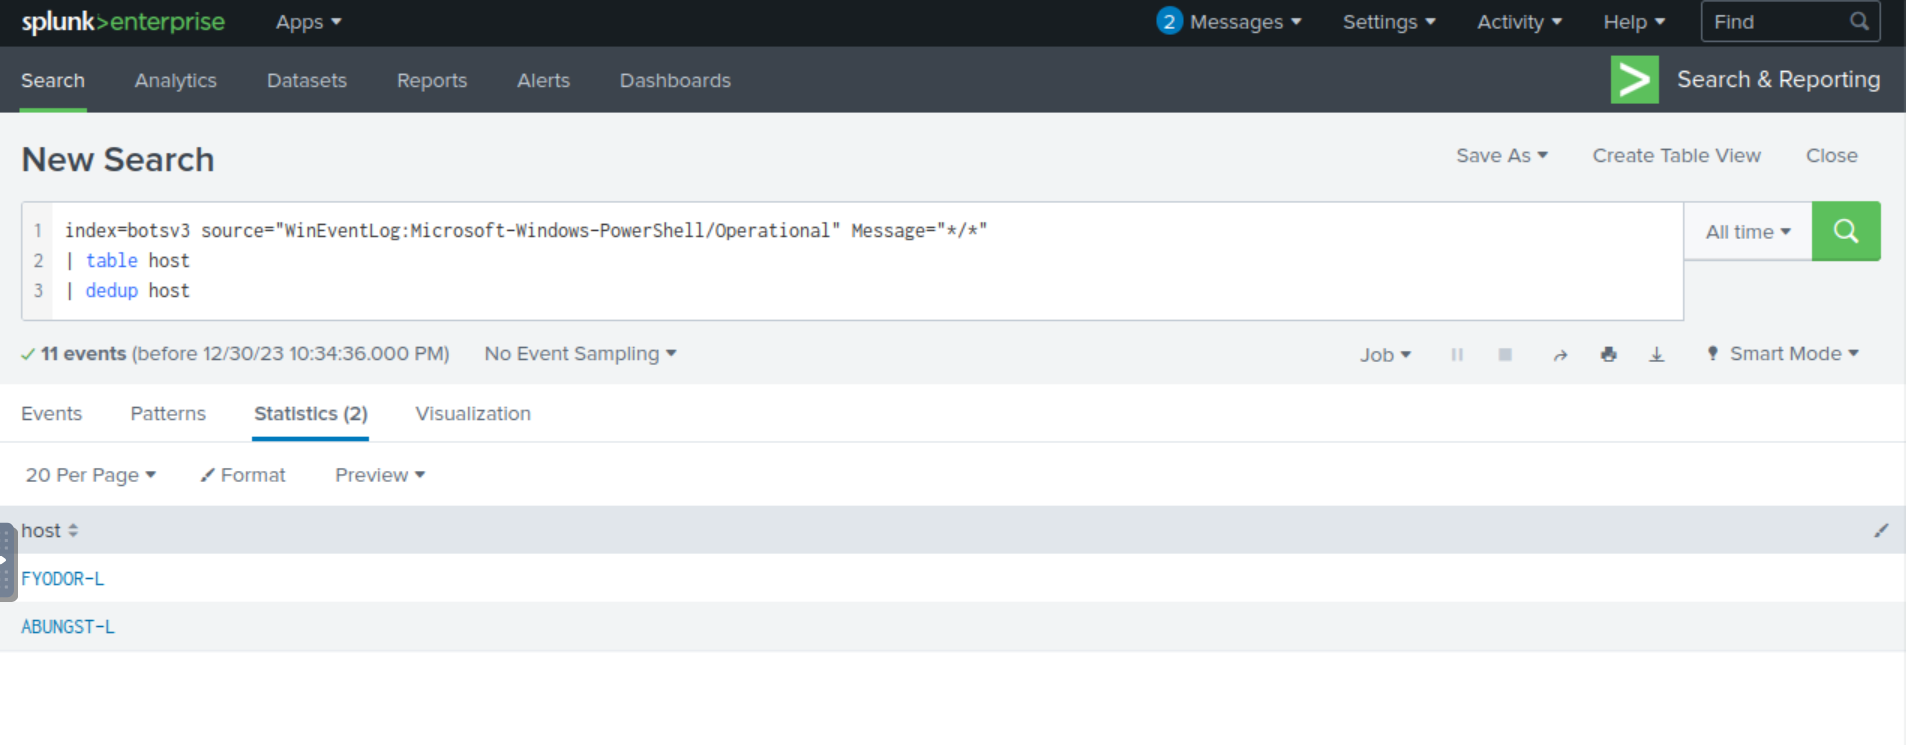 splunk>enterprise Apps 2 Messages Settings Activity Help Find
Search Analytics Datasets Reports Alerts Dashboards Search & Reporting
New Search Save As Create Table View Close
1 index=botsv3 source="WinEventLog:Microsoft-Windows-PowerShell/Operational" Message="*/*" All time
2 | table host
3 | dedup host
11 events (before 12/30/23 10:34:36.000 PM) No Event Sampling Job Smart Mode
Events Patterns Statistics (2) Visualization
20 Per Page Format Preview
host
FYODOR-L
ABUNGST-L